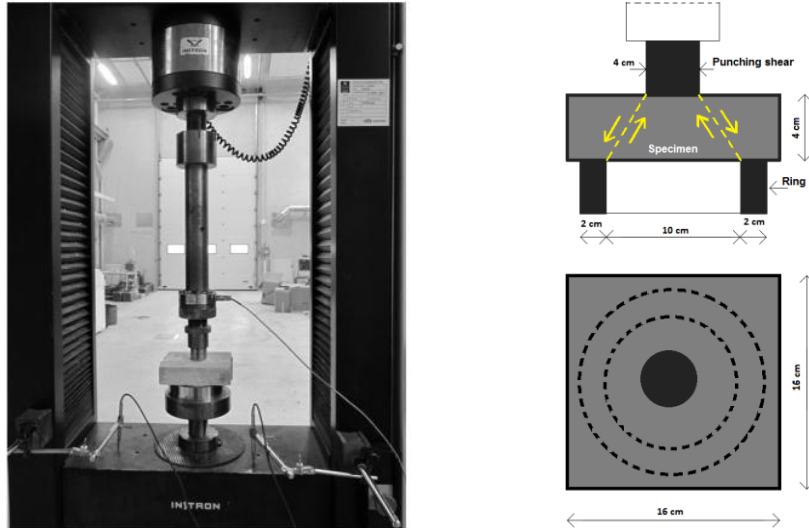 INSTRON
INSTRON
4 cm
Punching shear
4 cm
Specimen
Ring
2 cm
10 cm
2 cm
16 cm
16 cm